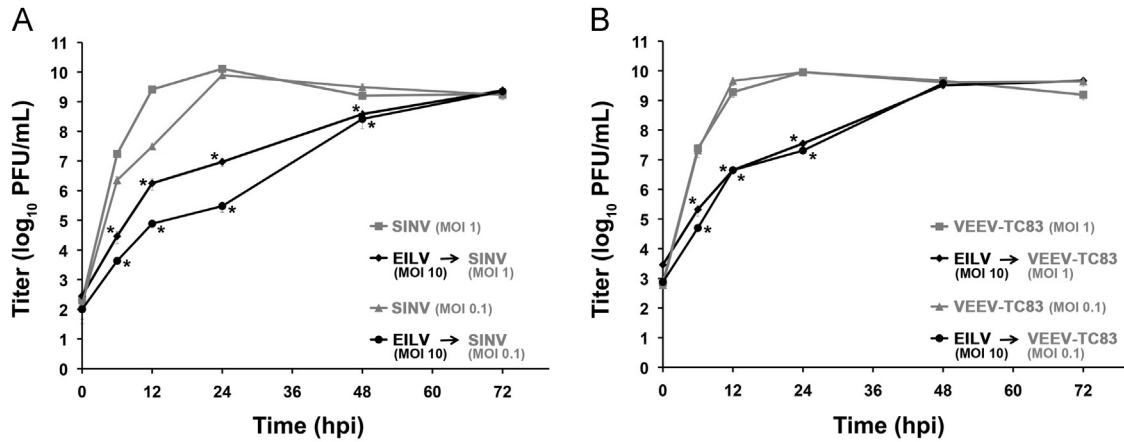 A
Titer (log10 PFU/mL)
11
10
9
8
7
6
5
4
3
2
1
0
*
*
*
*
*
*
*
*
SINV (MOI 1)
EILV → SINV
(MOI 10) (MOI 1)
SINV (MOI 0.1)
EILV → SINV
(MOI 10) (MOI 0.1)
0 12 24 36 48 60 72
Time (hpi)
B
Titer (log10 PFU/mL)
11
10
9
8
7
6
5
4
3
2
1
0
*
*
*
*
*
*
VEEV-TC83 (MOI 1)
EILV → VEEV-TC83
(MOI 10) (MOI 1)
VEEV-TC83 (MOI 0.1)
EILV → VEEV-TC83
(MOI 10) (MOI 0.1)
0 12 24 36 48 60 72
Time (hpi)